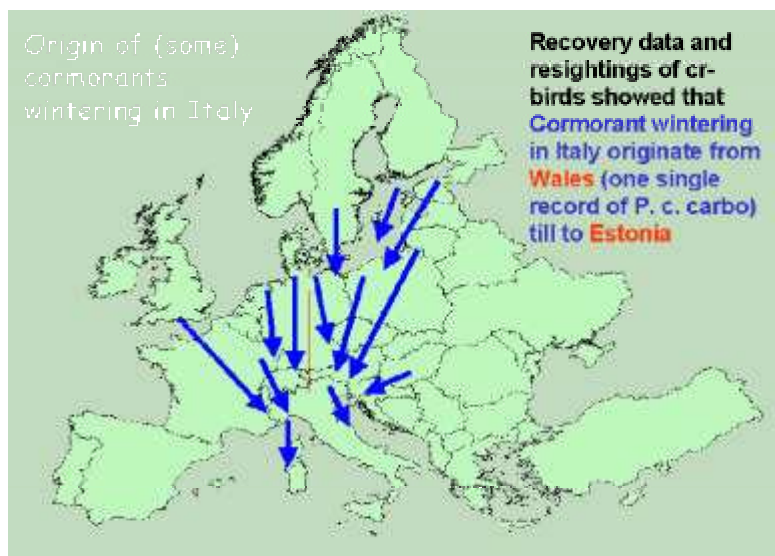 Origin of (some)
cormorants
wintering in Italy
Recovery data and
resightings of cr-
birds showed that
Cormorant wintering
in Italy originate from
Wales (one single
record of P. c. carbo)
till to Estonia